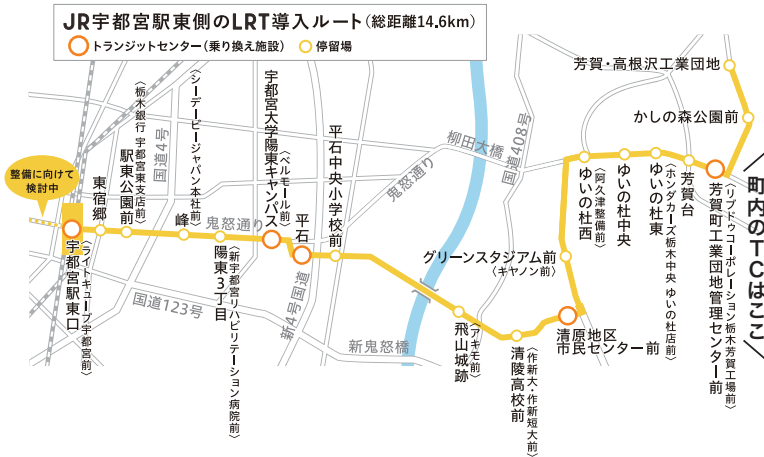 JR宇都宮駅東側のLRT導入ルート(総距離14.6km)
トランジットセンター(乗り換え施設)
停留場
整備に向けて
検討中
宇都宮駅東口
〈ライトキューブ宇都宮前〉
東宿郷
駅東公園前
〈栃木銀行 宇都宮東支店前〉
国道4号
峰
〈シーデーピージャパン本社前〉
鬼怒通り
陽東3丁目
〈新宇都宮リハビリテーション病院前〉
宇都宮大学陽東キャンパス
〈ベルモール前〉
平石
平石中央小学校前
新4号国道
国道123号
新鬼怒橋
鬼怒通り
柳田大橋
国道408号
飛山城跡
〈アキモ前〉
清陵高校前
〈作新大・作新短大前〉
清原地区
市民センター前
グリーンスタジアム前
〈キヤノン前〉
ゆいの杜西
〈阿久津整備前〉
ゆいの杜中央
ゆいの杜東
〈ホンダカーズ栃木中央 ゆいの杜店前〉
芳賀台
芳賀町工業団地管理センター前
〈リブドゥコーポレーション栃木芳賀工場前〉
かしの森公園前
芳賀・高根沢工業団地
町内のTCはここ